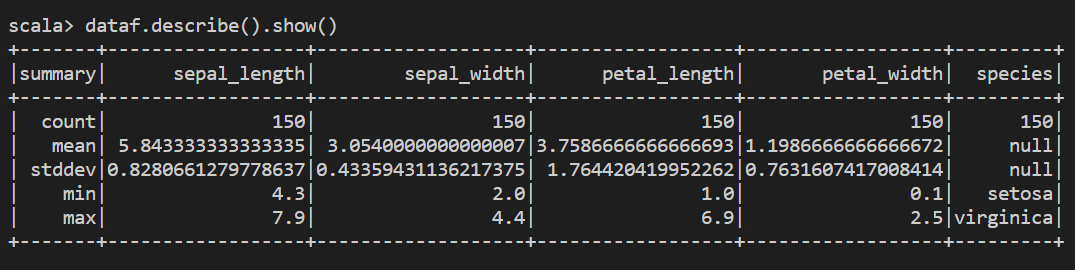 scala> dataf.describe().show()
+-------+------------------+-------------------+------------------+------------------+---------+
|summary|      sepal_length|        sepal_width|      petal_length|       petal_width|  species|
+-------+------------------+-------------------+------------------+------------------+---------+
|  count|               150|                150|               150|               150|      150|
|   mean| 5.843333333333335| 3.0540000000000007|3.7586666666666693|1.1986666666666672|     null|
| stddev|0.8280661279778637|0.43359431136217375| 1.764420419952262|0.7631607417008414|     null|
|    min|               4.3|                2.0|               1.0|               0.1|   setosa|
|    max|               7.9|                4.4|               6.9|               2.5|virginica|
+-------+------------------+-------------------+------------------+------------------+---------+